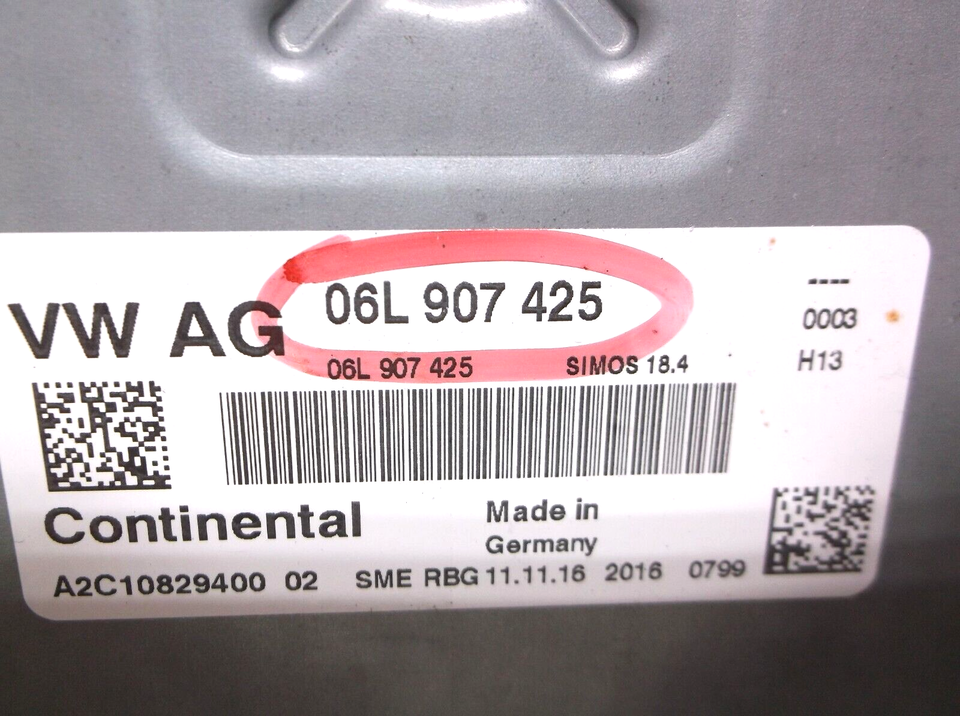 VW AG 06L 907 425
06L 907 425 SIMOS 18.4
----
0003
H13
Continental
Made in
Germany
A2C10829400 02 SME RBG 11.11.16 2016 0799